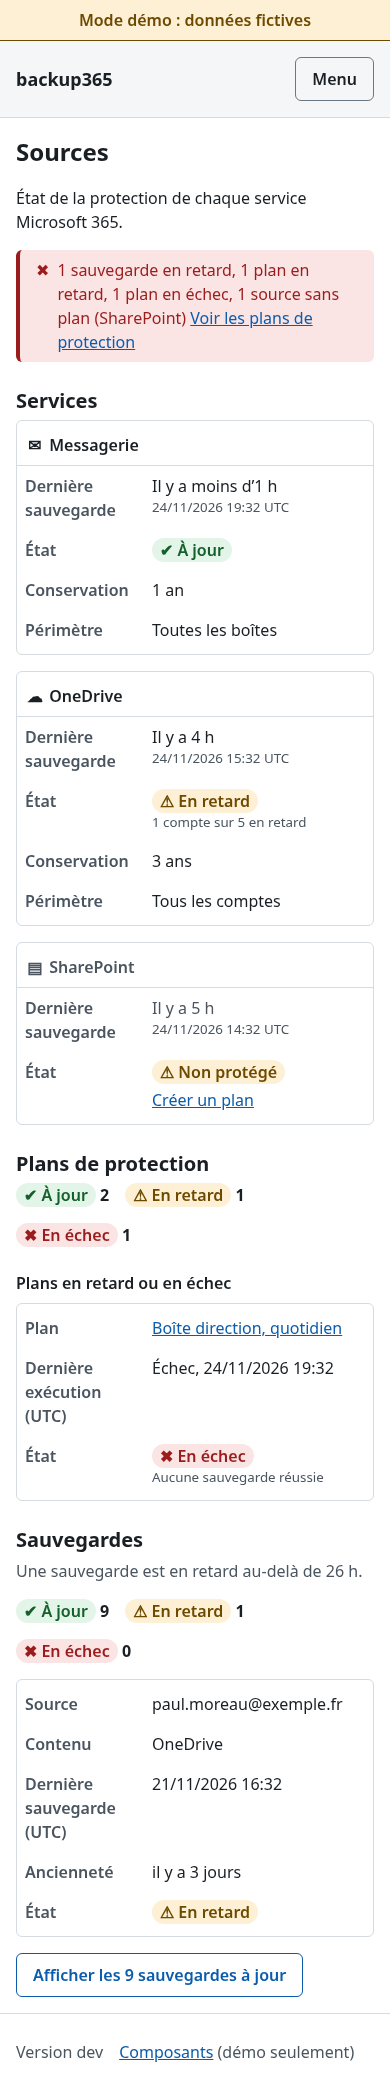 Mode démo : données fictives
backup365
Menu
Sources
État de la protection de chaque service
Microsoft 365.
✖ 1 sauvegarde en retard, 1 plan en
retard, 1 plan en échec, 1 source sans
plan (SharePoint) Voir les plans de
protection
Services
✉ Messagerie
Dernière
sauvegarde
Il y a moins d’1 h
24/11/2026 19:32 UTC
État
✔ À jour
Conservation
1 an
Périmètre
Toutes les boîtes
☁ OneDrive
Dernière
sauvegarde
Il y a 4 h
24/11/2026 15:32 UTC
État
⚠ En retard
1 compte sur 5 en retard
Conservation
3 ans
Périmètre
Tous les comptes
▤ SharePoint
Dernière
sauvegarde
Il y a 5 h
24/11/2026 14:32 UTC
État
⚠ Non protégé
Créer un plan
Plans de protection
✔ À jour 2 ⚠ En retard 1
✖ En échec 1
Plans en retard ou en échec
Plan
Boîte direction, quotidien
Dernière
exécution
(UTC)
Échec, 24/11/2026 19:32
État
✖ En échec
Aucune sauvegarde réussie
Sauvegardes
Une sauvegarde est en retard au-delà de 26 h.
✔ À jour 9 ⚠ En retard 1
✖ En échec 0
Source
paul.moreau@exemple.fr
Contenu
OneDrive
Dernière
sauvegarde
(UTC)
21/11/2026 16:32
Ancienneté
il y a 3 jours
État
⚠ En retard
Afficher les 9 sauvegardes à jour
Version dev Composants (démo seulement)